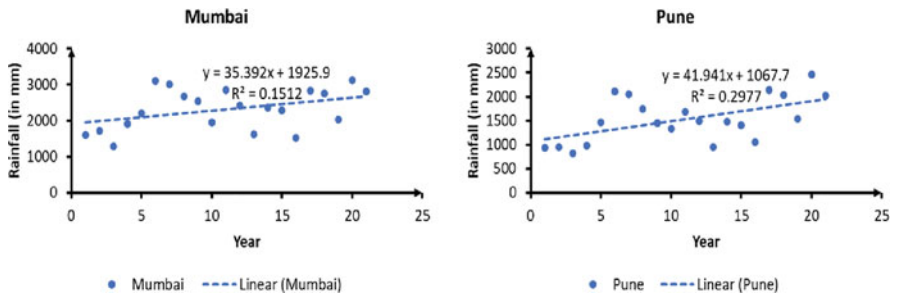 Mumbai
4000
3000
2000
1000
0
Rainfall (in mm)
y = 35.392x + 1925.9
R² = 0.1512
0 5 10 15 20 25
Year
Mumbai Linear (Mumbai)
Pune
3000
2500
2000
1500
1000
500
0
Rainfall (in mm)
y = 41.941x + 1067.7
R² = 0.2977
0 5 10 15 20 25
Year
Pune Linear (Pune)